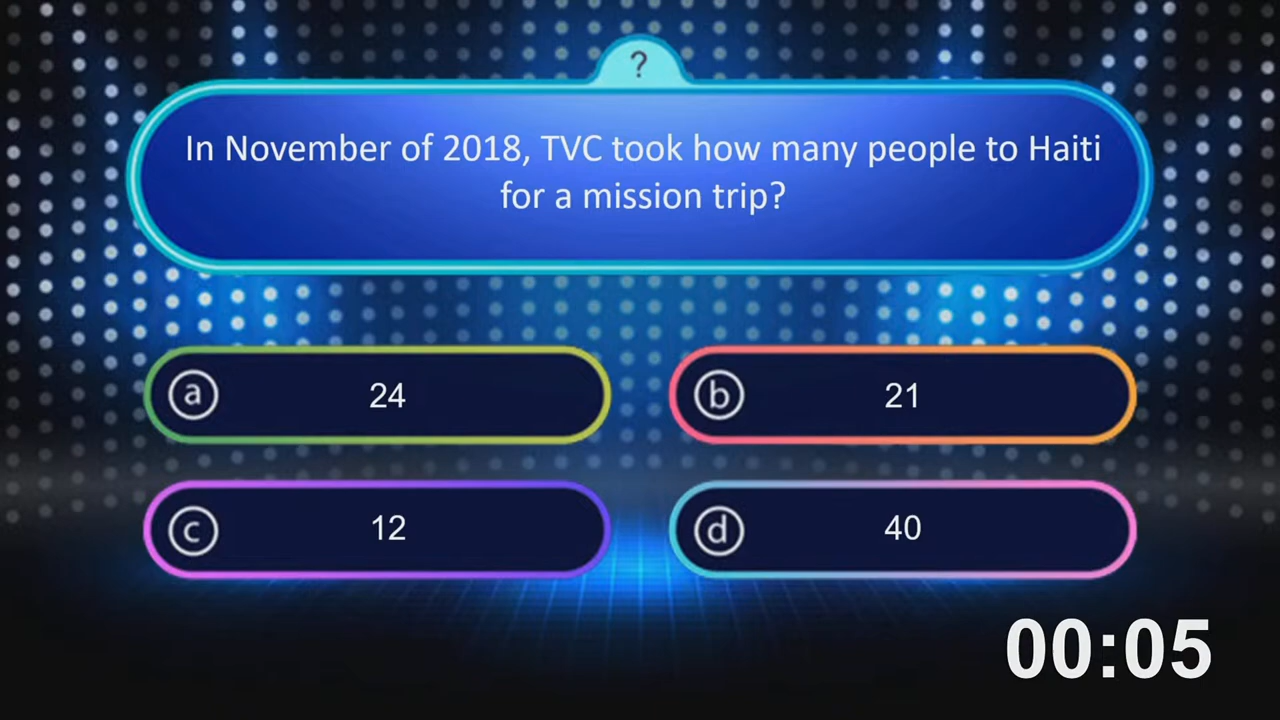 ?
In November of 2018, TVC took how many people to Haiti
for a mission trip?
a 24
b 21
c 12
d 40
00:05